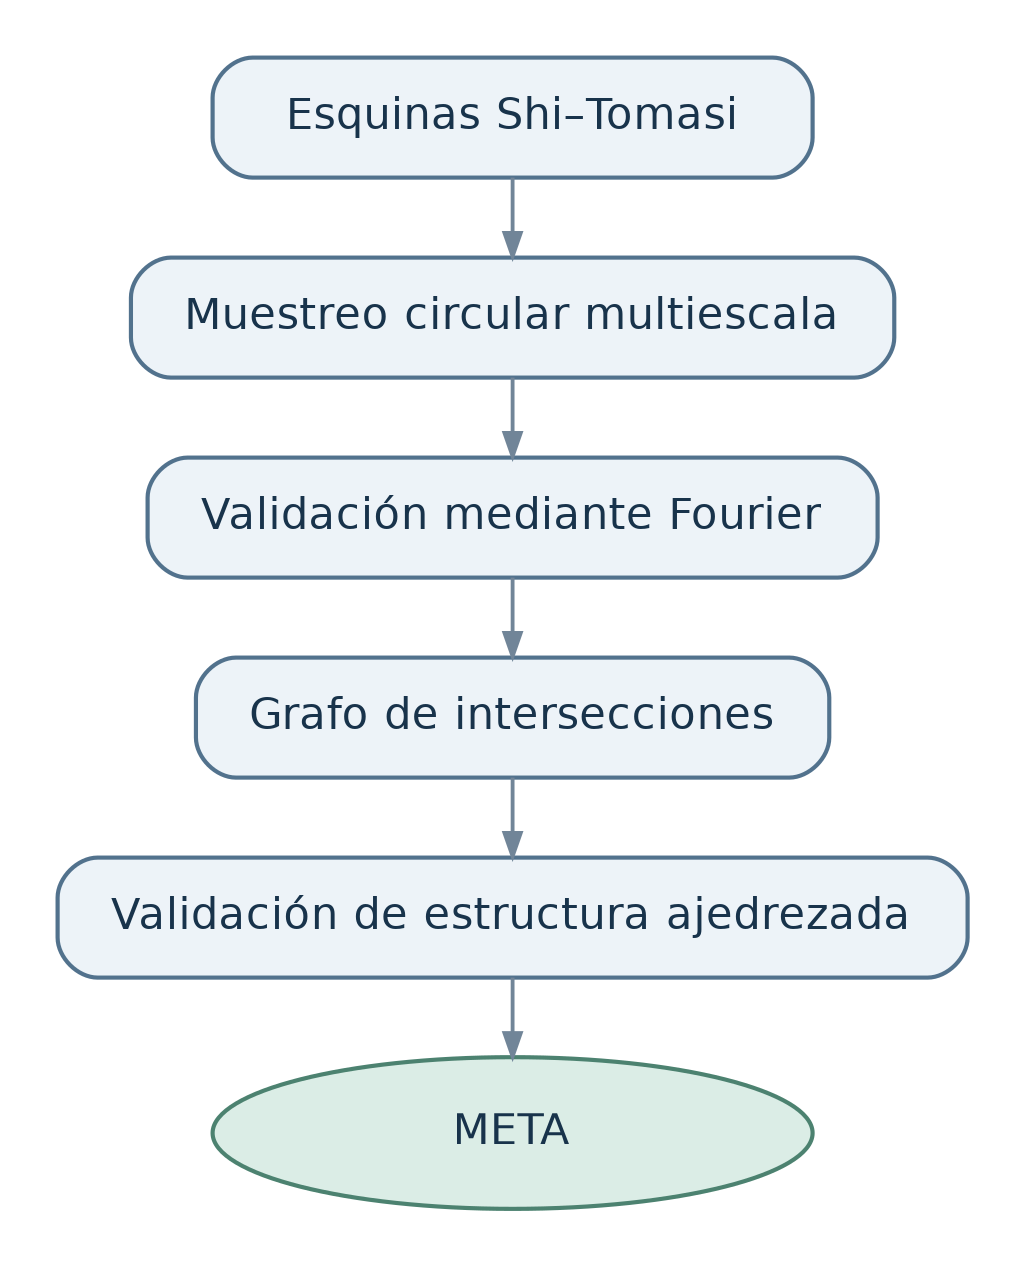 Esquinas Shi–Tomasi
Muestreo circular multiescala
Validación mediante Fourier
Grafo de intersecciones
Validación de estructura ajedrezada
META